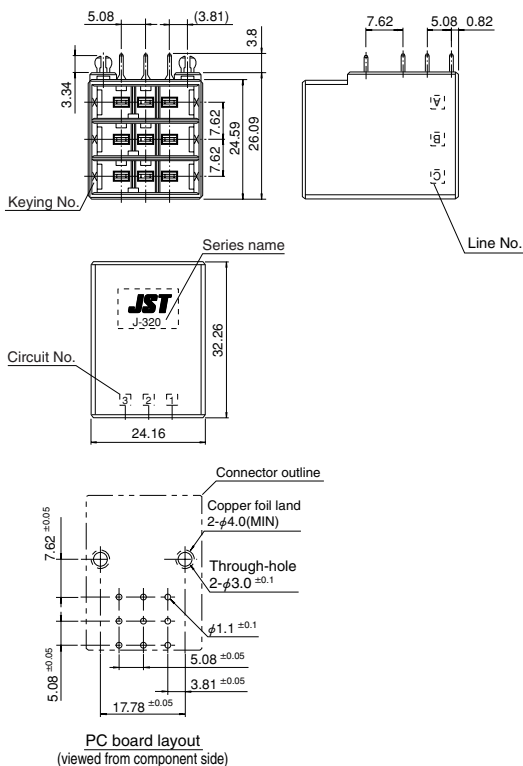 5.08
(3.81)
3.8
3.34
7.62
7.62
24.59
26.09
Keying No.
7.62
5.08
0.82
A
B
C
Line No.
Series name
JST
J-320
Circuit No.
3
2
1
32.26
24.16
Connector outline
Copper foil land
2-φ4.0(MIN)
Through-hole
2-φ3.0 ±0.1
φ1.1 ±0.1
7.62 ±0.05
5.08 ±0.05
5.08 ±0.05
3.81 ±0.05
17.78 ±0.05
PC board layout
(viewed from component side)